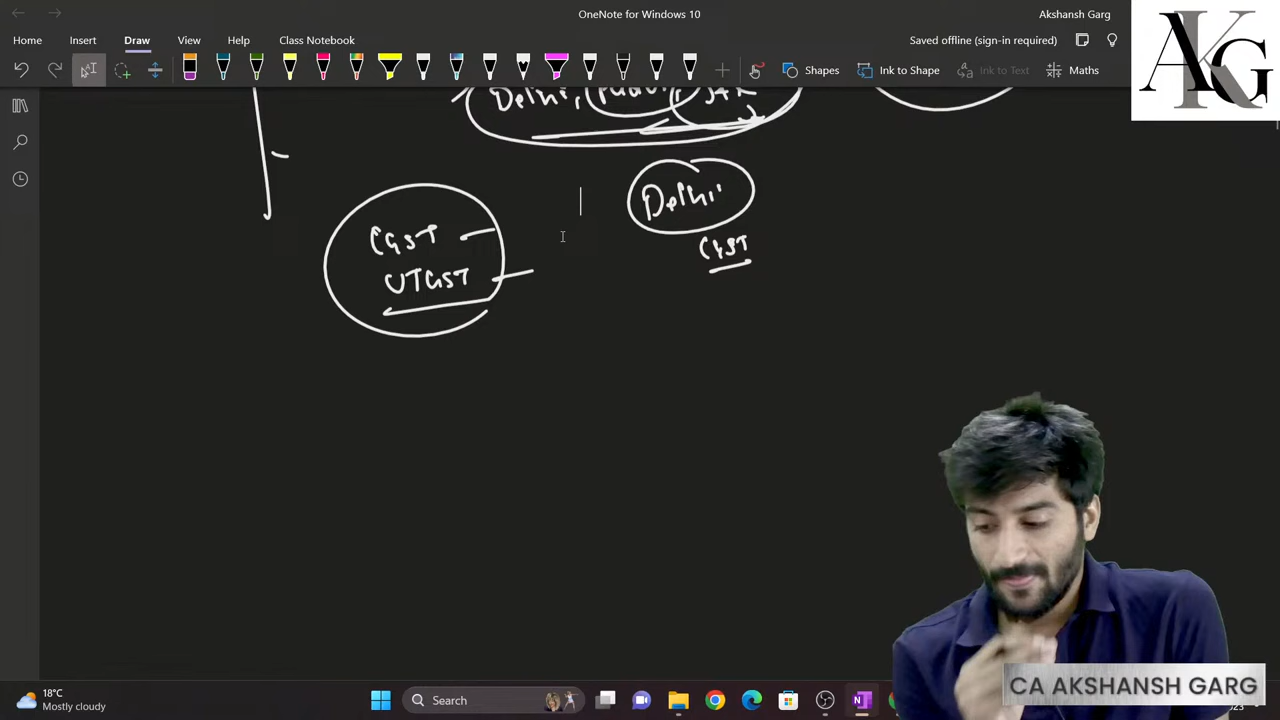 OneNote for Windows 10
Akshansh Garg
Home Insert Draw View Help Class Notebook
Saved offline (sign-in required)
Shapes Ink to Shape Ink to Text Maths
AKG
Delhi,
Delhi
CGST
UTGST
CGST
CA AKSHANSH GARG
18°C
Mostly cloudy
Search